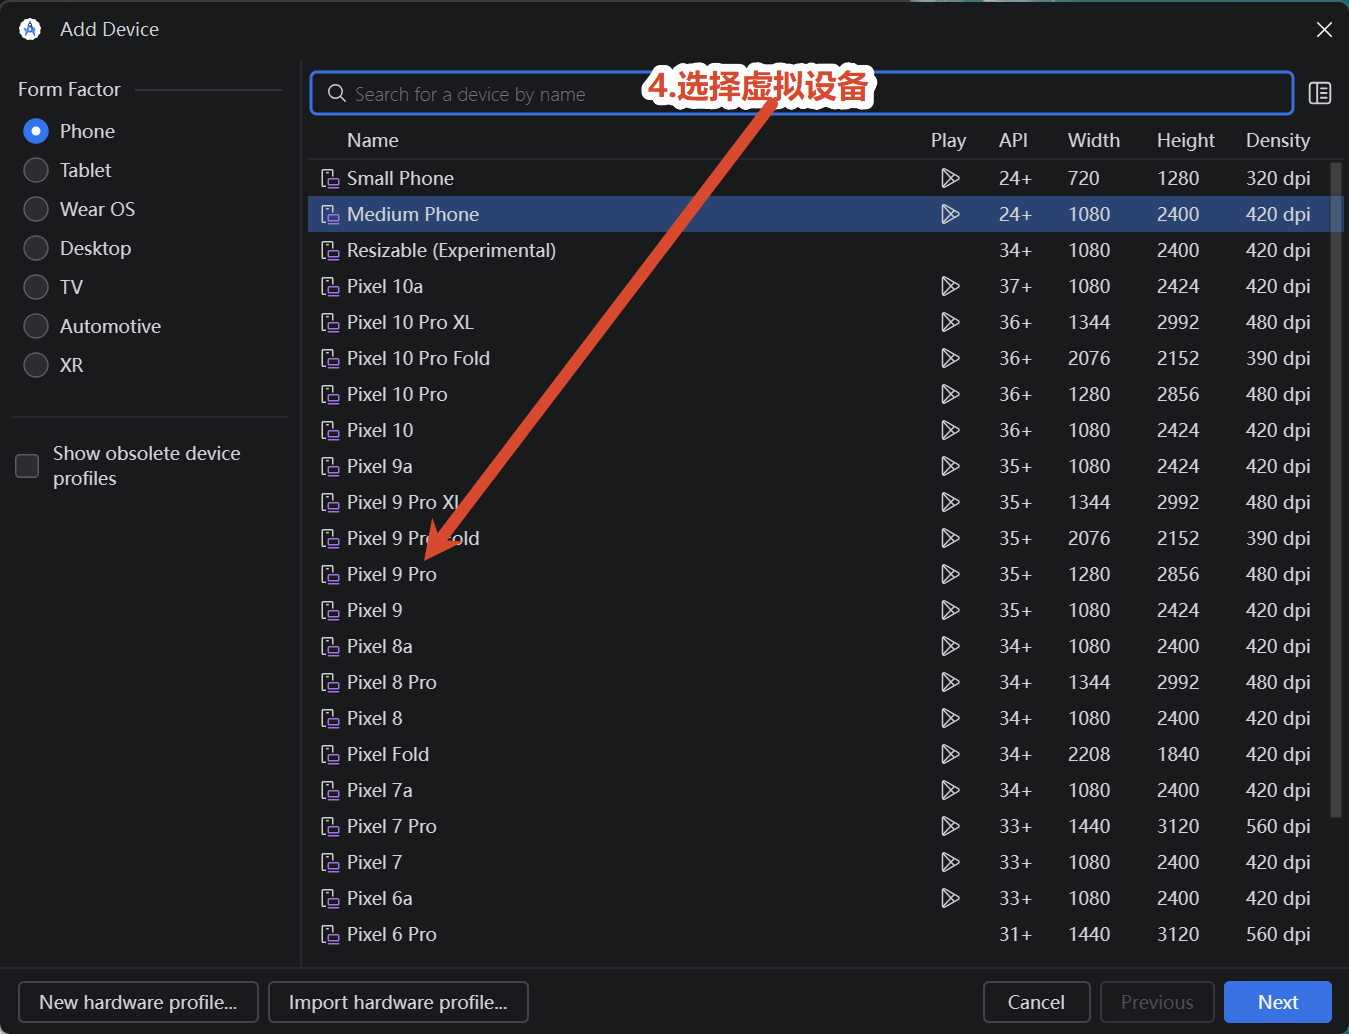 Add Device
Form Factor
Phone
Tablet
Wear OS
Desktop
TV
Automotive
XR
Show obsolete device
profiles
Search for a device by name
4.选择虚拟设备
Name Play API Width Height Density
Small Phone 24+ 720 1280 320 dpi
Medium Phone 24+ 1080 2400 420 dpi
Resizable (Experimental) 34+ 1080 2400 420 dpi
Pixel 10a 37+ 1080 2424 420 dpi
Pixel 10 Pro XL 36+ 1344 2992 480 dpi
Pixel 10 Pro Fold 36+ 2076 2152 390 dpi
Pixel 10 Pro 36+ 1280 2856 480 dpi
Pixel 10 36+ 1080 2424 420 dpi
Pixel 9a 35+ 1080 2424 420 dpi
Pixel 9 Pro XL 35+ 1344 2992 480 dpi
Pixel 9 Pro Fold 35+ 2076 2152 390 dpi
Pixel 9 Pro 35+ 1280 2856 480 dpi
Pixel 9 35+ 1080 2424 420 dpi
Pixel 8a 34+ 1080 2400 420 dpi
Pixel 8 Pro 34+ 1344 2992 480 dpi
Pixel 8 34+ 1080 2400 420 dpi
Pixel Fold 34+ 2208 1840 420 dpi
Pixel 7a 34+ 1080 2400 420 dpi
Pixel 7 Pro 33+ 1440 3120 560 dpi
Pixel 7 33+ 1080 2400 420 dpi
Pixel 6a 33+ 1080 2400 420 dpi
Pixel 6 Pro 31+ 1440 3120 560 dpi
New hardware profile... Import hardware profile... Cancel Previous Next